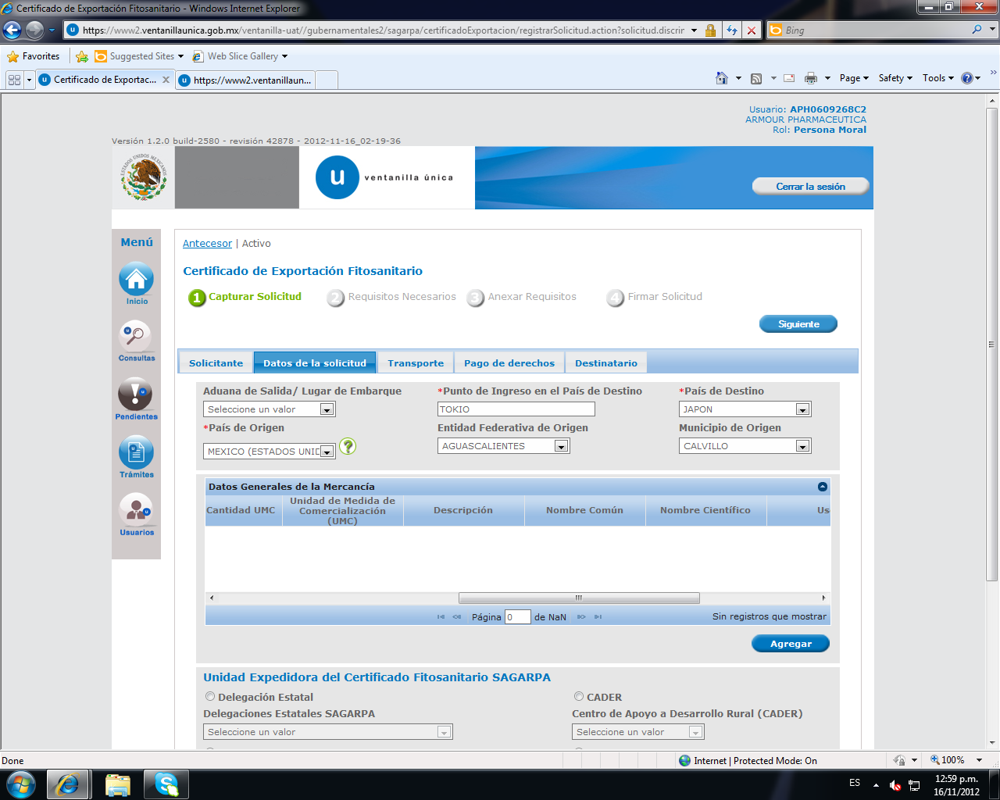 Certificado de Exportación Fitosanitario - Windows Internet Explorer
https://www2.ventanillaunica.gob.mx/ventanilla-uat//gubernamentales2/sagarpa/certificadoExportacion/registrarSolicitud.action?solicitud.discrin
Bing
Favorites
Suggested Sites
Web Slice Gallery
Certificado de Exportac...
https://www2.ventanillaun...
Page
Safety
Tools
Usuario: APH0609268C2
ARMOUR PHARMACEUTICA
Rol: Persona Moral
Versión 1.2.0 build-2580 - revisión 42878 - 2012-11-16_02-19-36
ESTADOS UNIDOS MEXICANOS
u ventanilla única
Cerrar la sesión
Menú
Inicio
Consultas
Pendientes
Trámites
Usuarios
Antecesor | Activo
Certificado de Exportación Fitosanitario
1 Capturar Solicitud
2 Requisitos Necesarios
3 Anexar Requisitos
4 Firmar Solicitud
Siguiente
Solicitante
Datos de la solicitud
Transporte
Pago de derechos
Destinatario
Aduana de Salida/ Lugar de Embarque
*Punto de Ingreso en el País de Destino
*País de Destino
Seleccione un valor
TOKIO
JAPON
*País de Origen
Entidad Federativa de Origen
Municipio de Origen
MEXICO (ESTADOS UNID
?
AGUASCALIENTES
CALVILLO
Datos Generales de la Mercancía
Cantidad UMC
Unidad de Medida de
Comercialización
(UMC)
Descripción
Nombre Común
Nombre Científico
Us
Página 0 de NaN
Sin registros que mostrar
Agregar
Unidad Expedidora del Certificado Fitosanitario SAGARPA
Delegación Estatal
CADER
Delegaciones Estatales SAGARPA
Centro de Apoyo a Desarrollo Rural (CADER)
Seleccione un valor
Seleccione un valor
Done
Internet | Protected Mode: On
100%
ES
12:59 p.m.
16/11/2012